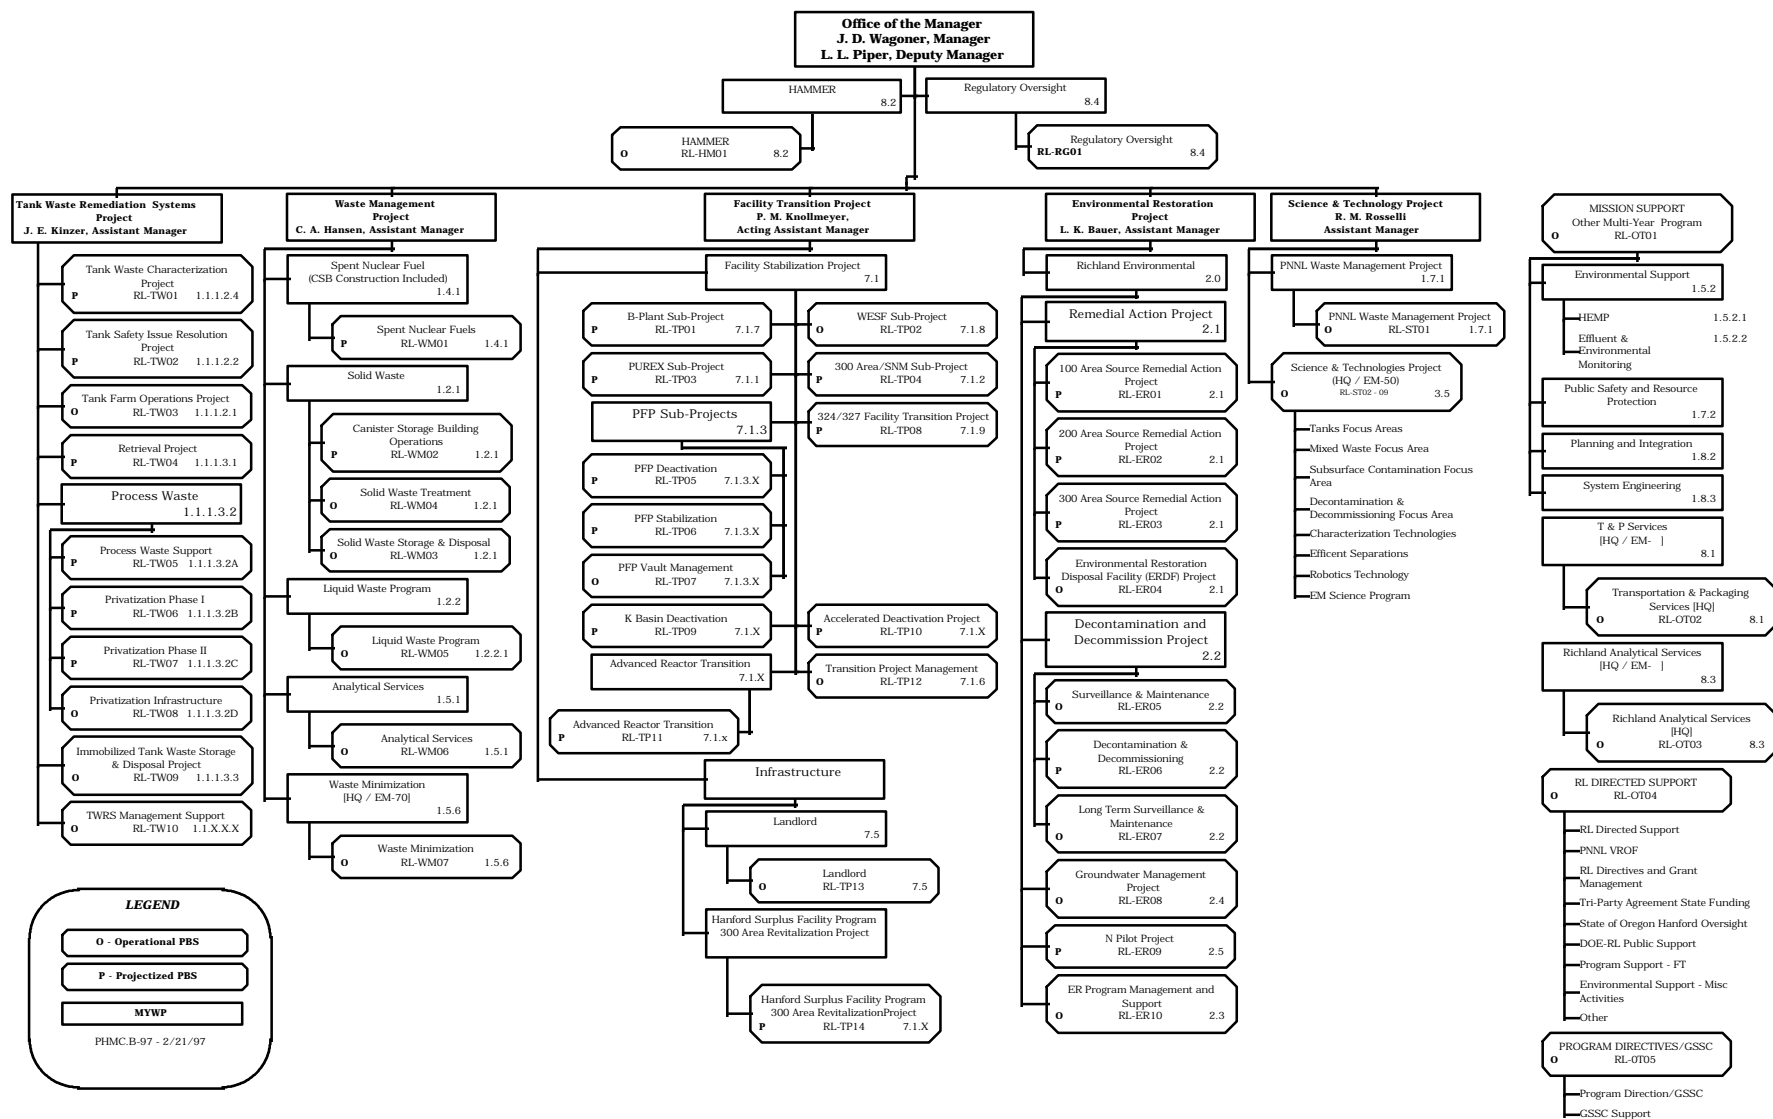 Office of the Manager
J. D. Wagoner, Manager
L. L. Piper, Deputy Manager
HAMMER
8.2
Regulatory Oversight
8.4
HAMMER
O RL-HM01 8.2
Regulatory Oversight
RL-RG01 8.4
Tank Waste Remediation Systems
Project
J. E. Kinzer, Assistant Manager
Tank Waste Characterization
Project
P RL-TW01 1.1.1.2.4
Tank Safety Issue Resolution
Project
P RL-TW02 1.1.1.2.2
Tank Farm Operations Project
O RL-TW03 1.1.1.2.1
Retrieval Project
P RL-TW04 1.1.1.3.1
Process Waste
1.1.1.3.2
Process Waste Support
P RL-TW05 1.1.1.3.2A
Privatization Phase I
P RL-TW06 1.1.1.3.2B
Privatization Phase II
P RL-TW07 1.1.1.3.2C
Privatization Infrastructure
O RL-TW08 1.1.1.3.2D
Immobilized Tank Waste Storage
& Disposal Project
O RL-TW09 1.1.1.3.3
TWRS Management Support
O RL-TW10 1.1.X.X.X
LEGEND
O - Operational PBS
P - Projectized PBS
MYWP
PHMC.B-97 - 2/21/97
Waste Management
Project
C. A. Hansen, Assistant Manager
Spent Nuclear Fuel
(CSB Construction Included)
1.4.1
Spent Nuclear Fuels
P RL-WM01 1.4.1
Solid Waste
1.2.1
Canister Storage Building
Operations
P RL-WM02 1.2.1
Solid Waste Treatment
O RL-WM04 1.2.1
Solid Waste Storage & Disposal
O RL-WM03 1.2.1
Liquid Waste Program
1.2.2
Liquid Waste Program
O RL-WM05 1.2.2.1
Analytical Services
1.5.1
Analytical Services
O RL-WM06 1.5.1
Waste Minimization
[HQ / EM-70]
1.5.6
Waste Minimization
O RL-WM07 1.5.6
Facility Transition Project
P. M. Knollmeyer,
Acting Assistant Manager
Facility Stabilization Project
7.1
B-Plant Sub-Project
P RL-TP01 7.1.7
WESF Sub-Project
O RL-TP02 7.1.8
PUREX Sub-Project
P RL-TP03 7.1.1
300 Area/SNM Sub-Project
P RL-TP04 7.1.2
PFP Sub-Projects
7.1.3
324/327 Facility Transition Project
P RL-TP08 7.1.9
PFP Deactivation
P RL-TP05 7.1.3.X
PFP Stabilization
P RL-TP06 7.1.3.X
PFP Vault Management
O RL-TP07 7.1.3.X
K Basin Deactivation
P RL-TP09 7.1.X
Accelerated Deactivation Project
P RL-TP10 7.1.X
Advanced Reactor Transition
7.1.X
Transition Project Management
O RL-TP12 7.1.6
Advanced Reactor Transition
P RL-TP11 7.1.x
Infrastructure
Landlord
7.5
Landlord
O RL-TP13 7.5
Hanford Surplus Facility Program
300 Area Revitalization Project
Hanford Surplus Facility Program
300 Area RevitalizationProject
P RL-TP14 7.1.X
Environmental Restoration
Project
L. K. Bauer, Assistant Manager
Richland Environmental
2.0
Remedial Action Project
2.1
100 Area Source Remedial Action
Project
P RL-ER01 2.1
200 Area Source Remedial Action
Project
P RL-ER02 2.1
300 Area Source Remedial Action
Project
P RL-ER03 2.1
Environmental Restoration
Disposal Facility (ERDF) Project
O RL-ER04 2.1
Decontamination and
Decommission Project
2.2
Surveillance & Maintenance
O RL-ER05 2.2
Decontamination &
Decommissioning
P RL-ER06 2.2
Long Term Surveillance &
Maintenance
O RL-ER07 2.2
Groundwater Management
Project
O RL-ER08 2.4
N Pilot Project
P RL-ER09 2.5
ER Program Management and
Support
O RL-ER10 2.3
Science & Technology Project
R. M. Rosselli
Assistant Manager
PNNL Waste Management Project
1.7.1
PNNL Waste Management Project
O RL-ST01 1.7.1
Science & Technologies Project
(HQ / EM-50)
O RL-ST02 - 09 3.5
Tanks Focus Areas
Mixed Waste Focus Area
Subsurface Contamination Focus
Area
Decontamination &
Decommissioning Focus Area
Characterization Technologies
Efficent Separations
Robotics Technology
EM Science Program
MISSION SUPPORT
Other Multi-Year Program
O RL-OT01
Environmental Support
1.5.2
HEMP 1.5.2.1
Effluent & 1.5.2.2
Environmental
Monitoring
Public Safety and Resource
Protection
1.7.2
Planning and Integration
1.8.2
System Engineering
1.8.3
T & P Services
[HQ / EM- ]
8.1
Transportation & Packaging
Services [HQ]
O RL-OT02 8.1
Richland Analytical Services
[HQ / EM- ]
8.3
Richland Analytical Services
[HQ]
O RL-OT03 8.3
RL DIRECTED SUPPORT
O RL-OT04
RL Directed Support
PNNL VROF
RL Directives and Grant
Management
Tri-Party Agreement State Funding
State of Oregon Hanford Oversight
DOE-RL Public Support
Program Support - FT
Environmental Support - Misc
Activities
Other
PROGRAM DIRECTIVES/GSSC
O RL-0T05
Program Direction/GSSC
GSSC Support